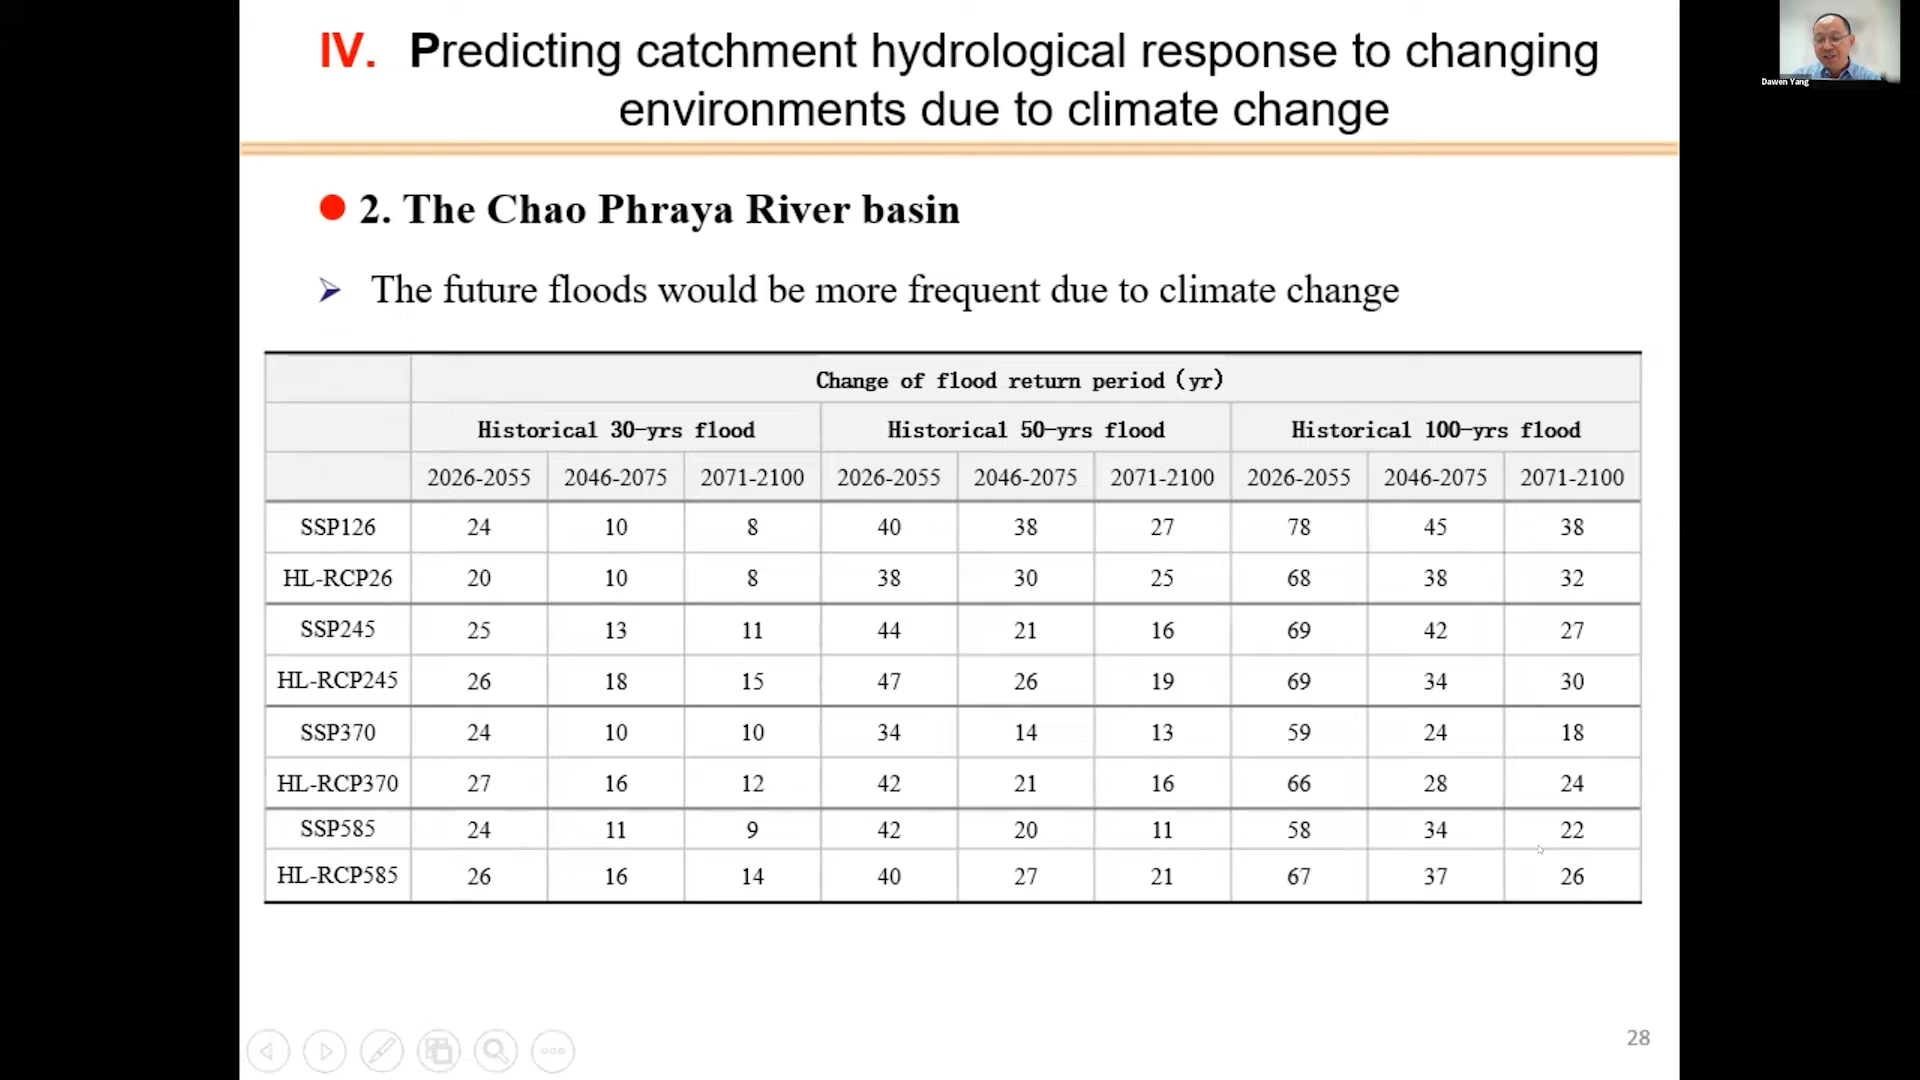 IV. Predicting catchment hydrological response to changing
environments due to climate change
Dawen Yang
2. The Chao Phraya River basin
The future floods would be more frequent due to climate change
Change of flood return period (yr)
Historical 30-yrs flood Historical 50-yrs flood Historical 100-yrs flood
2026-2055 2046-2075 2071-2100 2026-2055 2046-2075 2071-2100 2026-2055 2046-2075 2071-2100
SSP126 24 10 8 40 38 27 78 45 38
HL-RCP26 20 10 8 38 30 25 68 38 32
SSP245 25 13 11 44 21 16 69 42 27
HL-RCP245 26 18 15 47 26 19 69 34 30
SSP370 24 10 10 34 14 13 59 24 18
HL-RCP370 27 16 12 42 21 16 66 28 24
SSP585 24 11 9 42 20 11 58 34 22
HL-RCP585 26 16 14 40 27 21 67 37 26
28